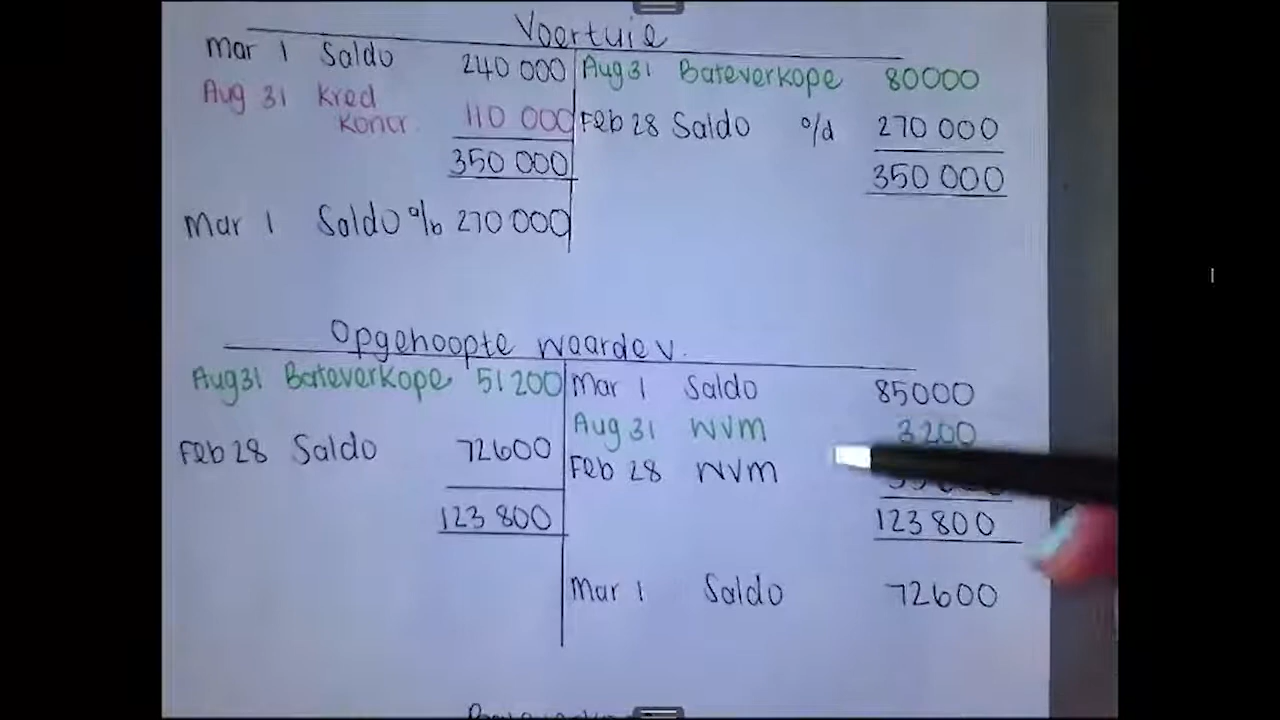 Voertuie
Mar 1 Saldo 240 000 Aug 31 Bateverkope 80000
Aug 31 Kred
Koncr. 110 000 Feb 28 Saldo o/d 270 000
350 000 350 000
Mar 1 Saldo o/b 270 000
Opgehoopte waarde v.
Aug 31 Bateverkope 51 200 Mar 1 Saldo 85000
Aug 31 WVM 3200
Feb 28 Saldo 72600 Feb 28 WVM
123 800 123 800
Mar 1 Saldo 72600